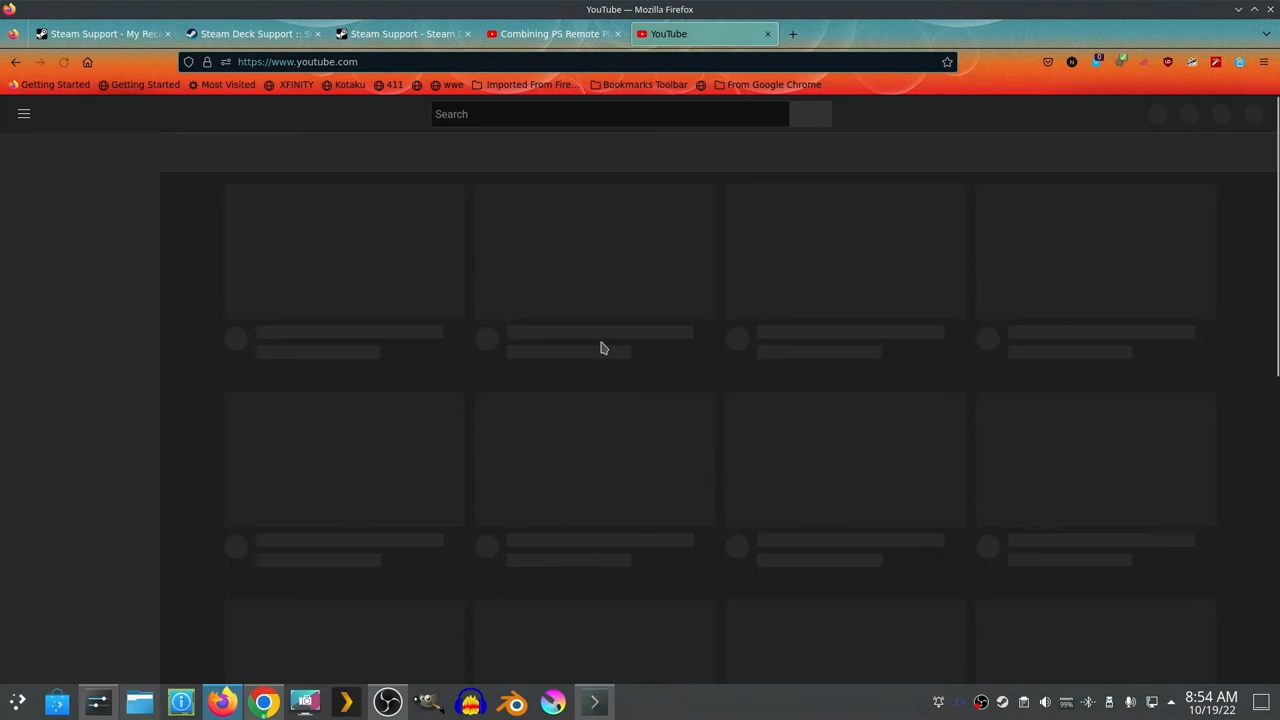 YouTube — Mozilla Firefox
Steam Support - My Rec
Steam Deck Support :: S
Steam Support - Steam D
Combining PS Remote Pl
YouTube
https://www.youtube.com
Getting Started
Getting Started
Most Visited
XFINITY
Kotaku
411
wwe
Imported From Fire...
Bookmarks Toolbar
From Google Chrome
Search
8:54 AM
10/19/22